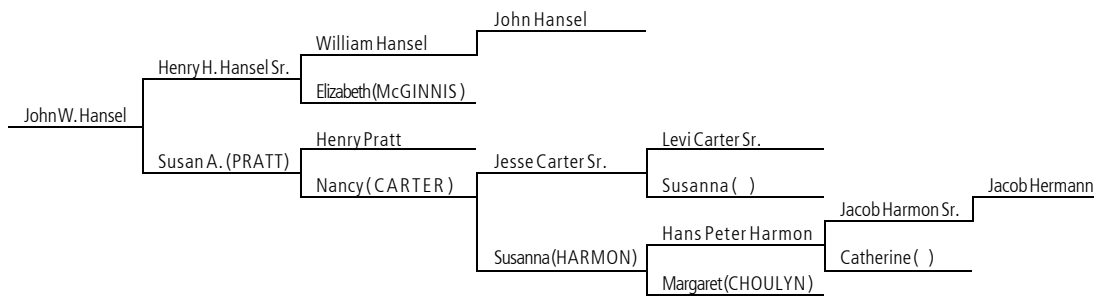 John Hansel
William Hansel
Henry H. Hansel Sr.
Elizabeth (McGINNIS)
John W. Hansel
Henry Pratt
Levi Carter Sr.
Susan A. (PRATT)
Jesse Carter Sr.
Nancy (CARTER)
Susanna ( )
Jacob Hermann
Jacob Harmon Sr.
Hans Peter Harmon
Susanna (HARMON)
Catherine ( )
Margaret (CHOULYN)